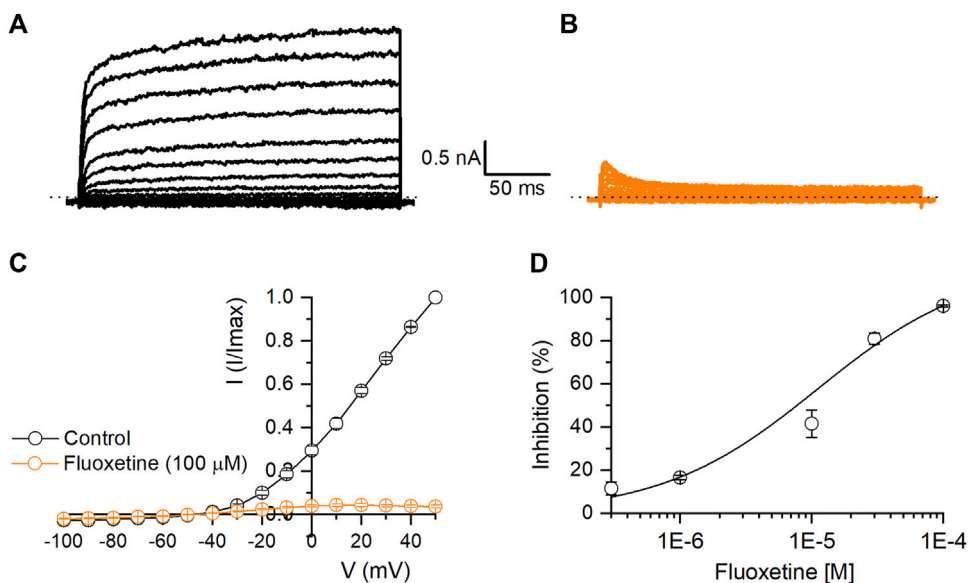 A
B
0.5 nA
50 ms
C
I (I/Imax)
1.0
0.8
0.6
0.4
0.2
0.0
Control
Fluoxetine (100 μM)
-100 -80 -60 -40 -20 0 20 40
V (mV)
D
Inhibition (%)
100
80
60
40
20
0
1E-6 1E-5 1E-4
Fluoxetine [M]